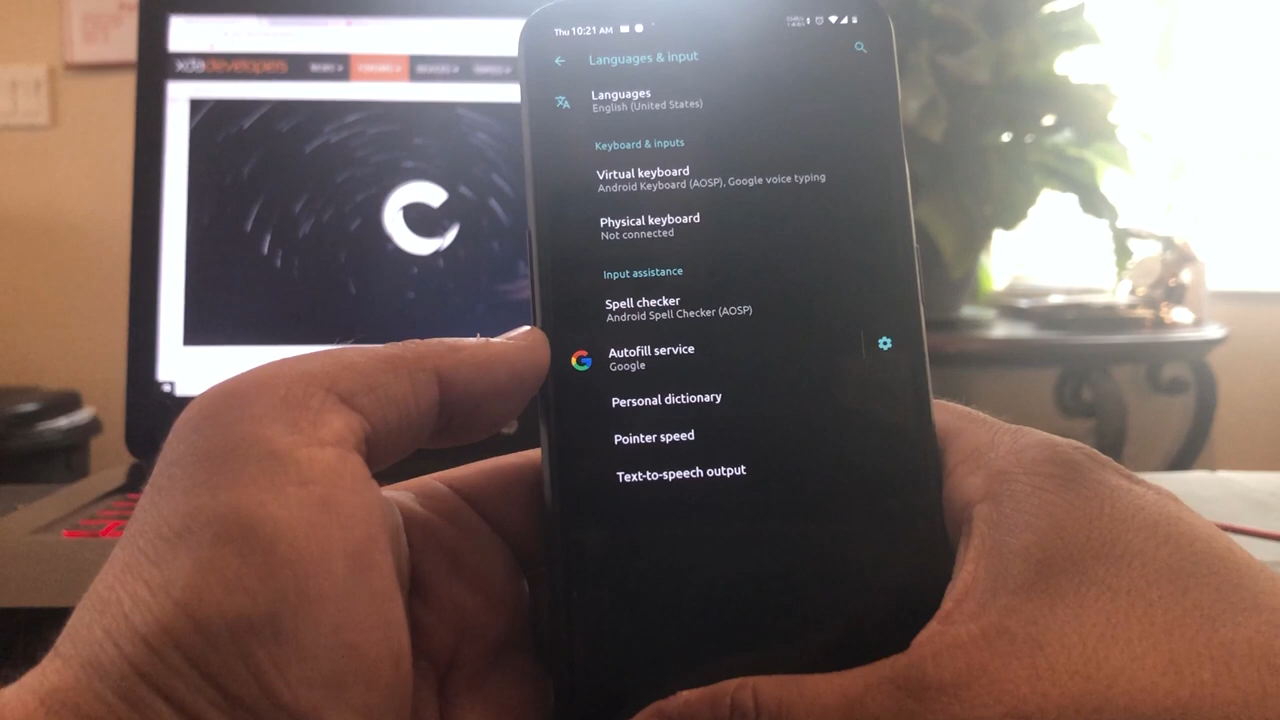 Thu 10:21 AM
Languages & input
Languages
English (United States)
Keyboard & inputs
Virtual keyboard
Android Keyboard (AOSP), Google voice typing
Physical keyboard
Not connected
Input assistance
Spell checker
Android Spell Checker (AOSP)
Autofill service
Google
Personal dictionary
Pointer speed
Text-to-speech output
xdadevelopers